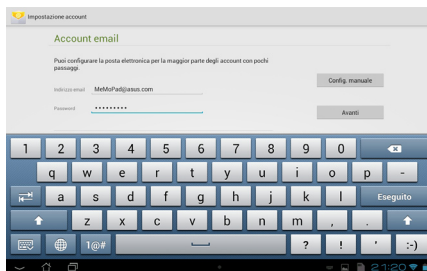 Impostazione account
Account email
Puoi configurare la posta elettronica per la maggior parte degli account con pochi
passaggi.
Config. manuale
Indirizzo email MeMoPad@asus.com
Password •••••••••
Avanti
1 2 3 4 5 6 7 8 9 0
q w e r t y u i o p -
a s d f g h j k l Eseguito
z x c v b n m , .
1@# ? ! ' :-)
21:20